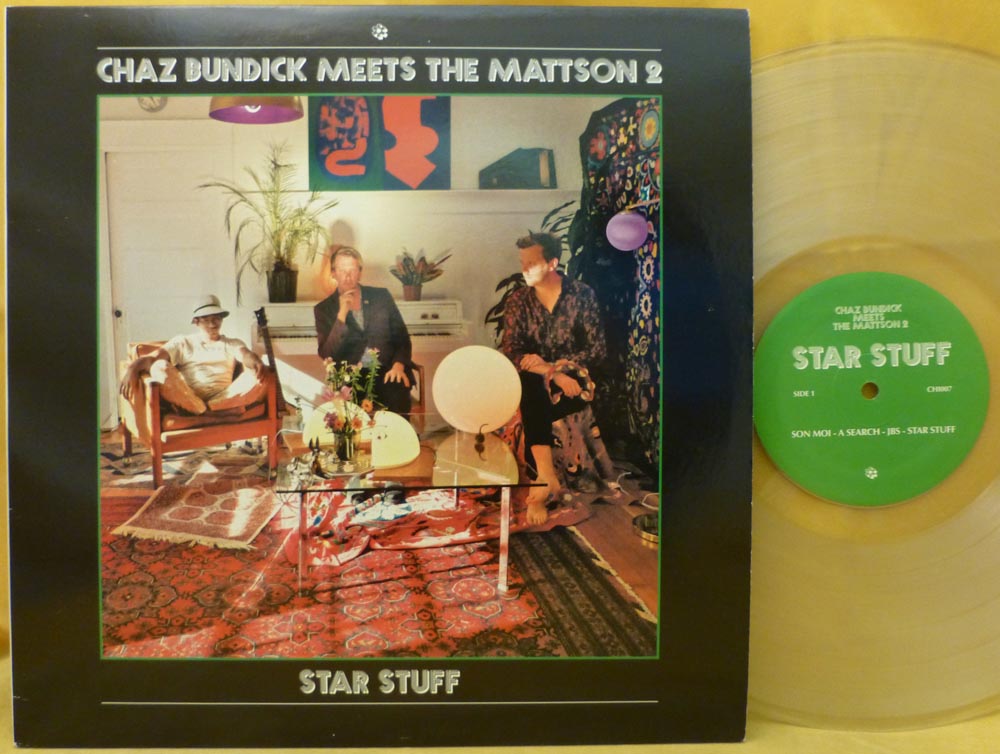 CHAZ BUNDICK MEETS THE MATTSON 2
STAR STUFF
CHAZ BUNDICK
MEETS
THE MATTSON 2
STAR STUFF
SIDE 1
CHI007
SON MOI - A SEARCH - JBS - STAR STUFF